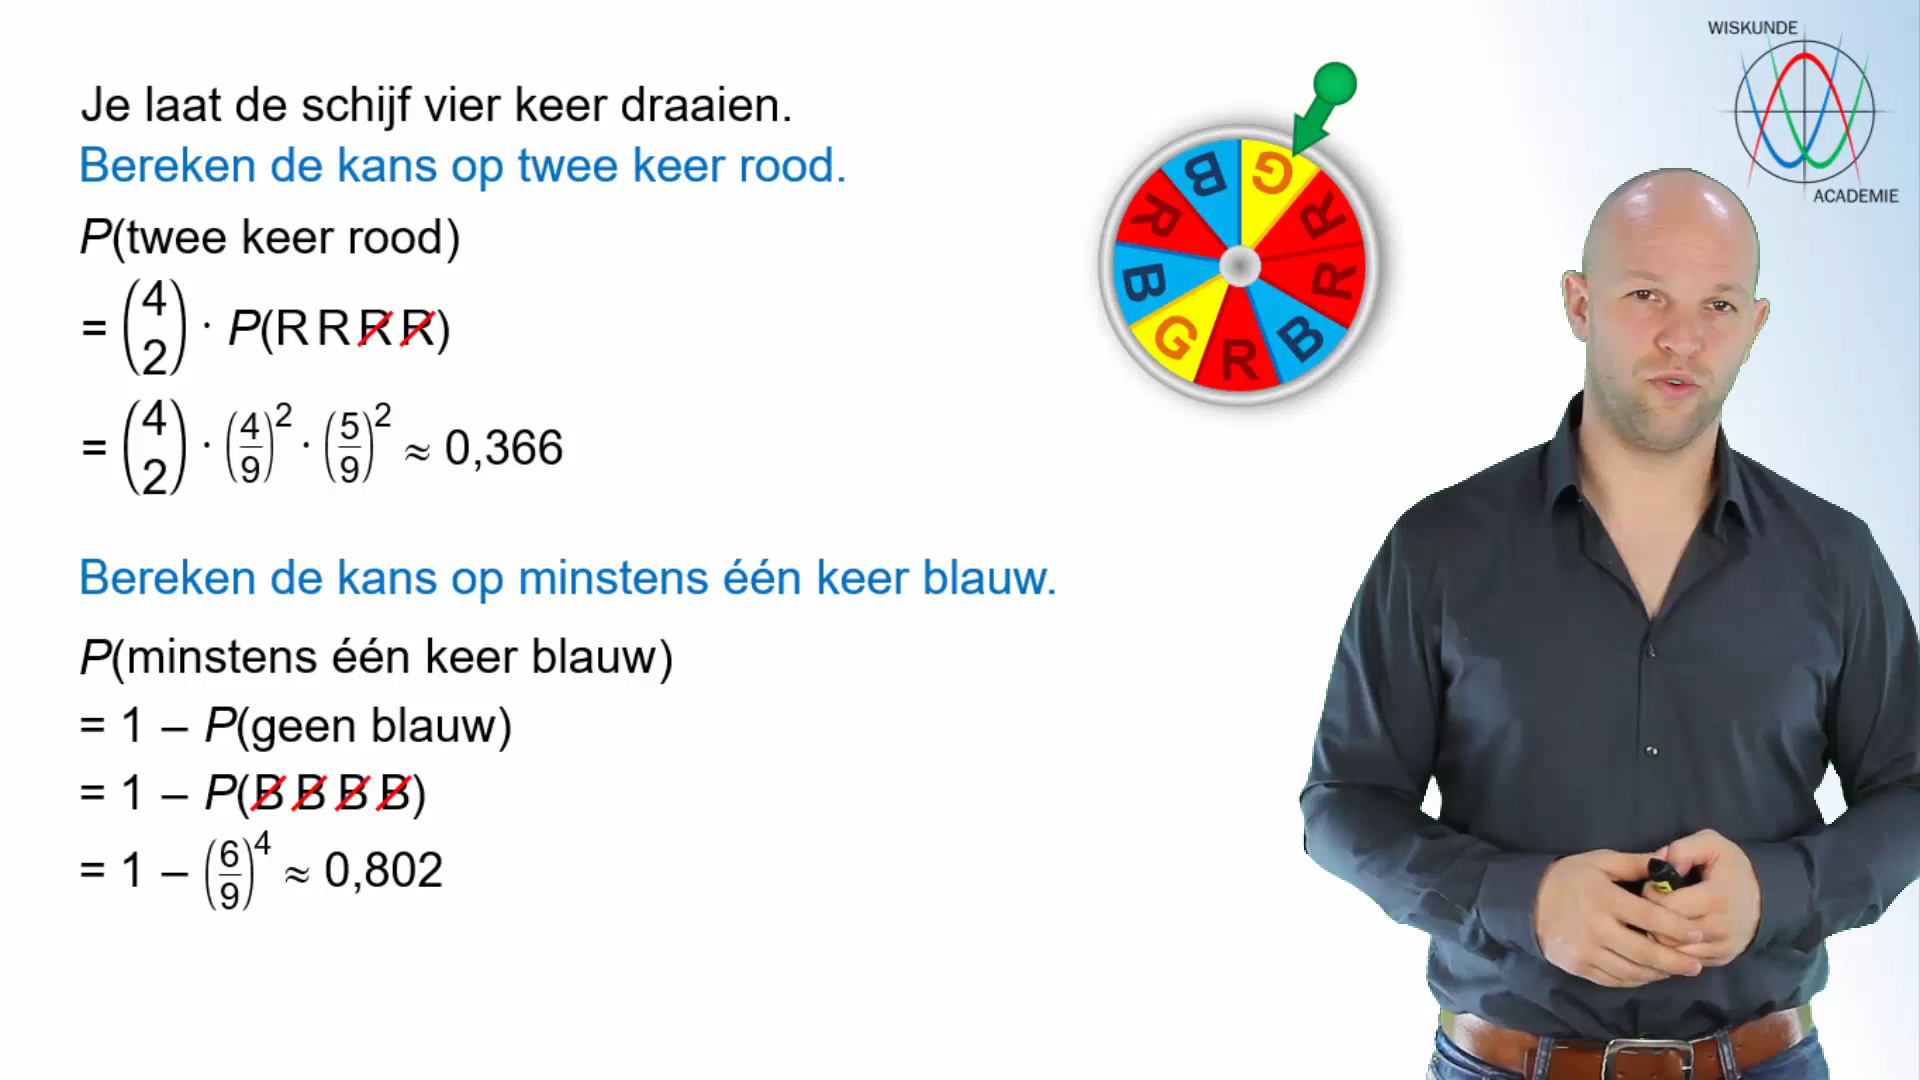 Je laat de schijf vier keer draaien.
Bereken de kans op twee keer rood.
P(twee keer rood)
= (4 2) · P(R R R̸ R̸)
= (4 2) · (4/9)² · (5/9)² ≈ 0,366
Bereken de kans op minstens één keer blauw.
P(minstens één keer blauw)
= 1 – P(geen blauw)
= 1 – P(B̸ B̸ B̸ B̸)
= 1 – (6/9)⁴ ≈ 0,802
G
R
R
B
R
G
B
R
B
WISKUNDE
ACADEMIE